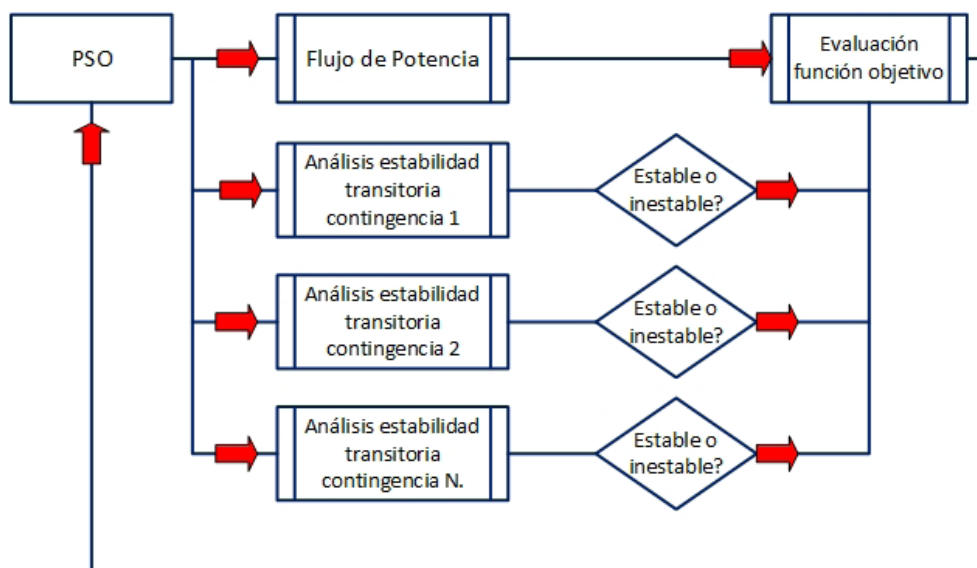 PSO
Flujo de Potencia
Evaluación
función objetivo
Análisis estabilidad
transitoria
contingencia 1
Estable o
inestable?
Análisis estabilidad
transitoria
contingencia 2
Estable o
inestable?
Análisis estabilidad
transitoria
contingencia N.
Estable o
inestable?